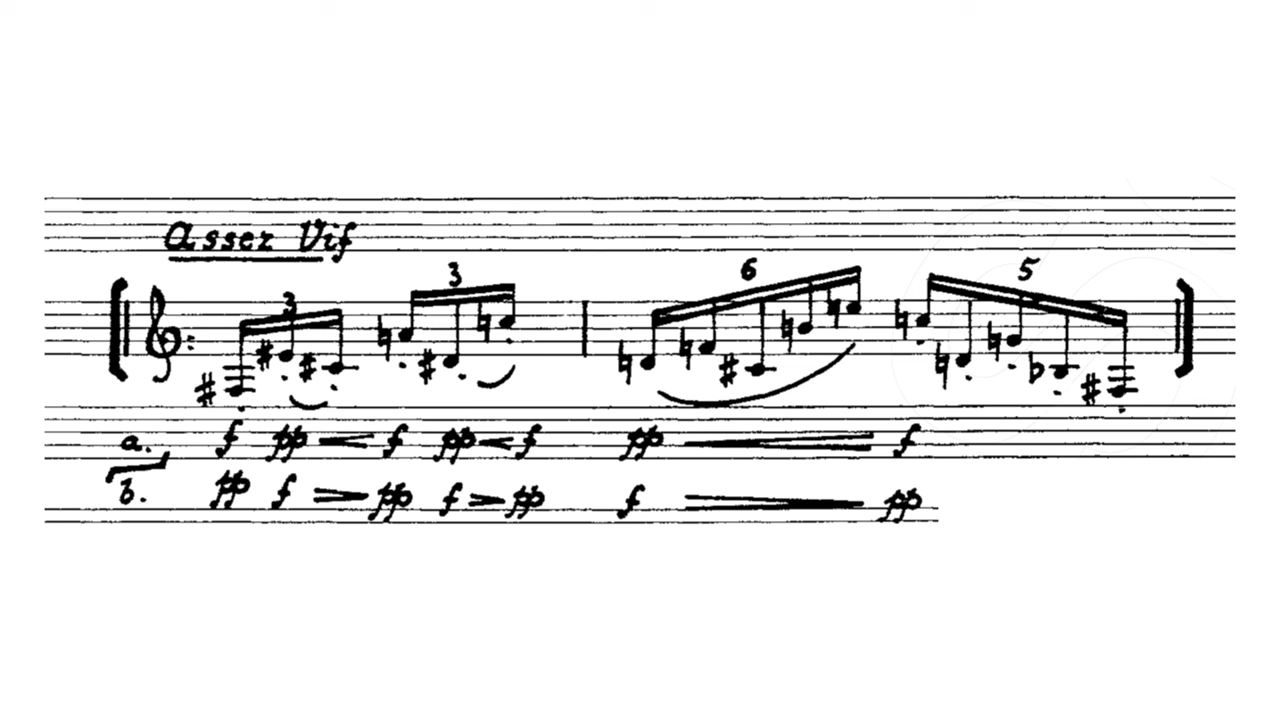 Assez Vif
3 3 6 5
a. f pp f pp f pp f
b. pp f pp f pp f pp